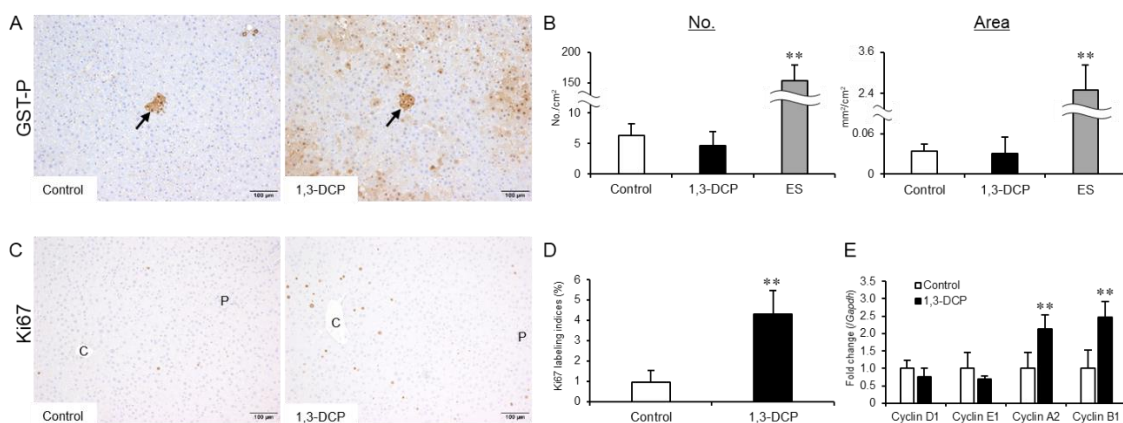 A
GST-P
Control
100 μm
1,3-DCP
100 μm
B
No.
No./cm²
200
150
10
5
0
**
Control
1,3-DCP
ES
Area
mm²/cm²
3.6
2.4
0.06
0
**
Control
1,3-DCP
ES
C
Ki67
C
P
Control
100 μm
C
P
1,3-DCP
100 μm
D
Ki67 labeling indices (%)
6
5
4
3
2
1
0
**
Control
1,3-DCP
E
Fold change (/Gapdh)
3.5
3.0
2.5
2.0
1.5
1.0
0.5
0.0
Control
1,3-DCP
**
**
Cyclin D1
Cyclin E1
Cyclin A2
Cyclin B1